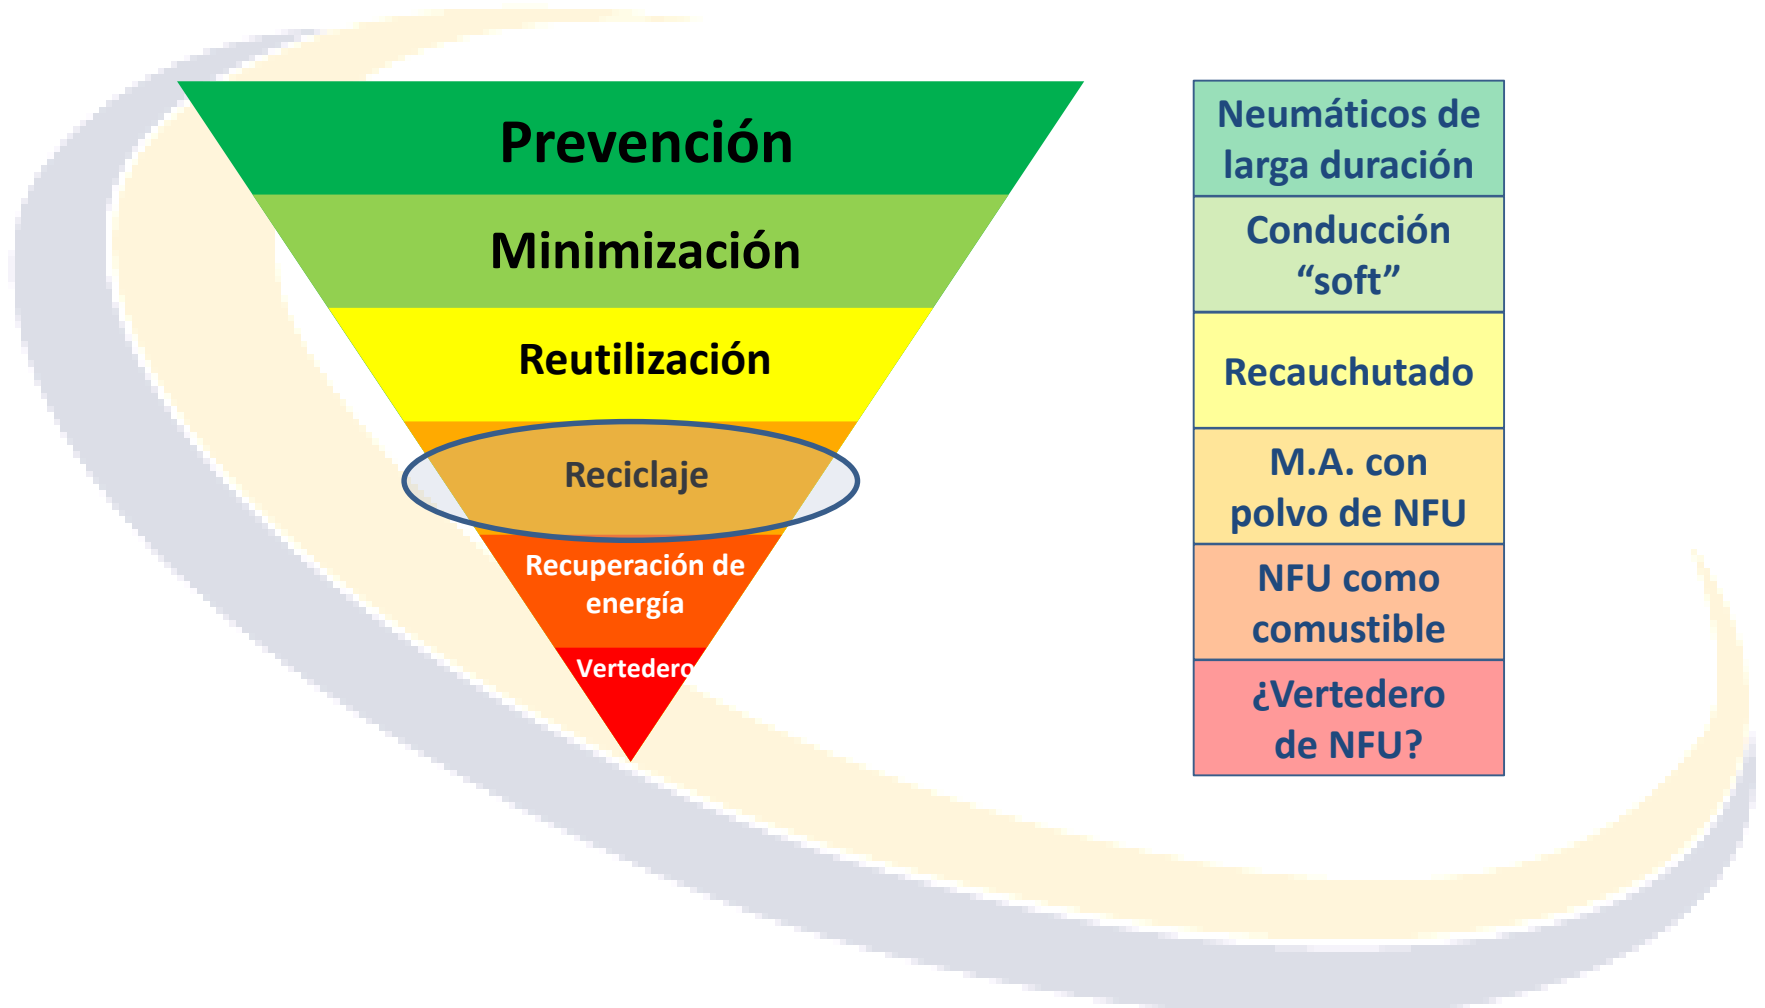 Prevención
Minimización
Reutilización
Reciclaje
Recuperación de
energía
Vertedero
Neumáticos de
larga duración
Conducción
“soft”
Recauchutado
M.A. con
polvo de NFU
NFU como
comustible
¿Vertedero
de NFU?